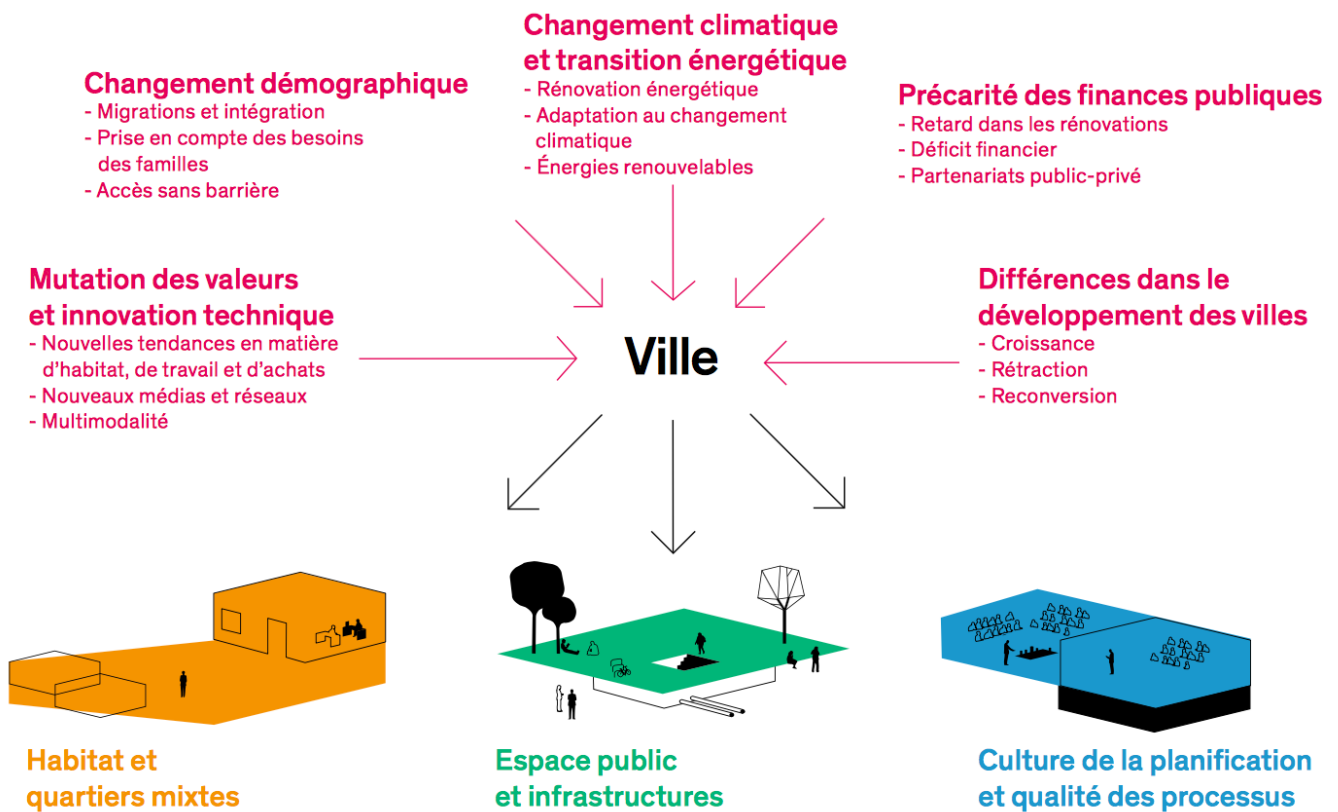 Changement climatique
et transition énergétique
- Rénovation énergétique
- Adaptation au changement
climatique
- Énergies renouvelables
Changement démographique
- Migrations et intégration
- Prise en compte des besoins
des familles
- Accès sans barrière
Précarité des finances publiques
- Retard dans les rénovations
- Déficit financier
- Partenariats public-privé
Mutation des valeurs
et innovation technique
- Nouvelles tendances en matière
d'habitat, de travail et d'achats
- Nouveaux médias et réseaux
- Multimodalité
Ville
Différences dans le
développement des villes
- Croissance
- Rétraction
- Reconversion
Habitat et
quartiers mixtes
Espace public
et infrastructures
Culture de la planification
et qualité des processus